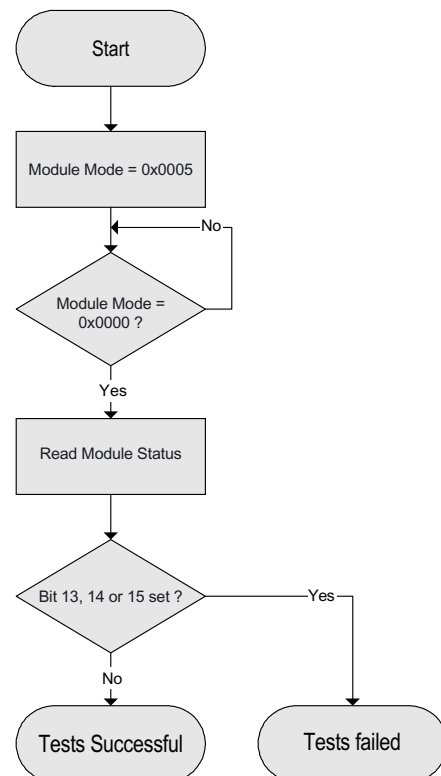 Start
Module Mode = 0x0005
No
Module Mode =
0x0000 ?
Yes
Read Module Status
Bit 13, 14 or 15 set ?
Yes
No
Tests Successful
Tests failed